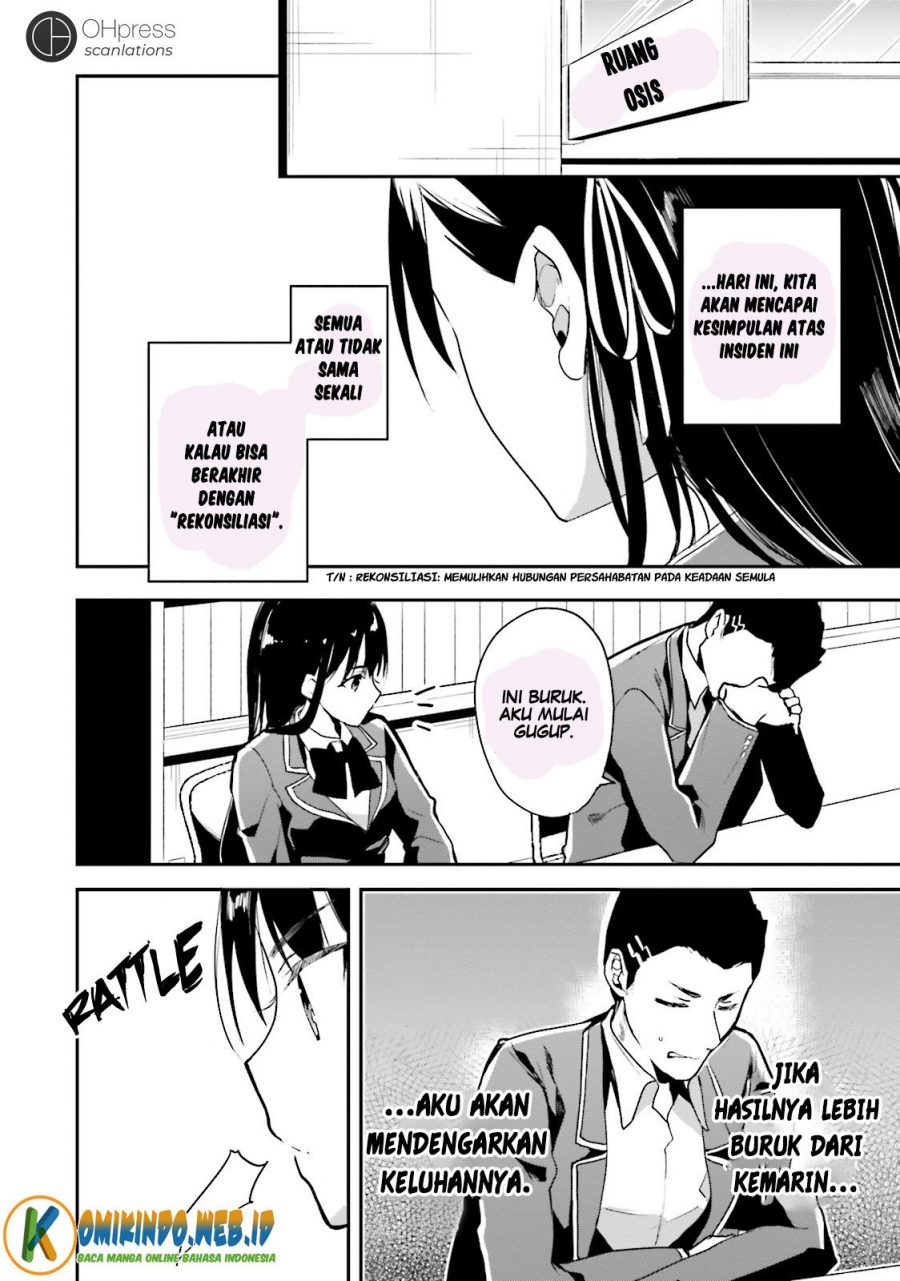 OHpress
scanlations
RUANG
OSIS
...HARI INI, KITA
AKAN MENCAPAI
KESIMPULAN ATAS
INSIDEN INI
SEMUA
ATAU TIDAK
SAMA
SEKALI
ATAU
KALAU BISA
BERAKHIR
DENGAN
"REKONSILIASI".
T/N : REKONSILIASI: MEMULIHKAN HUBUNGAN PERSAHABATAN PADA KEADAAN SEMULA
INI BURUK.
AKU MULAI
GUGUP.
JIKA
HASILNYA LEBIH
BURUK DARI
KEMARIN...
...AKU AKAN
MENDENGARKAN
KELUHANNYA.
RATTLE
KOMIKINDO.WEB.ID
BACA MANGA ONLINE BAHASA INDONESIA